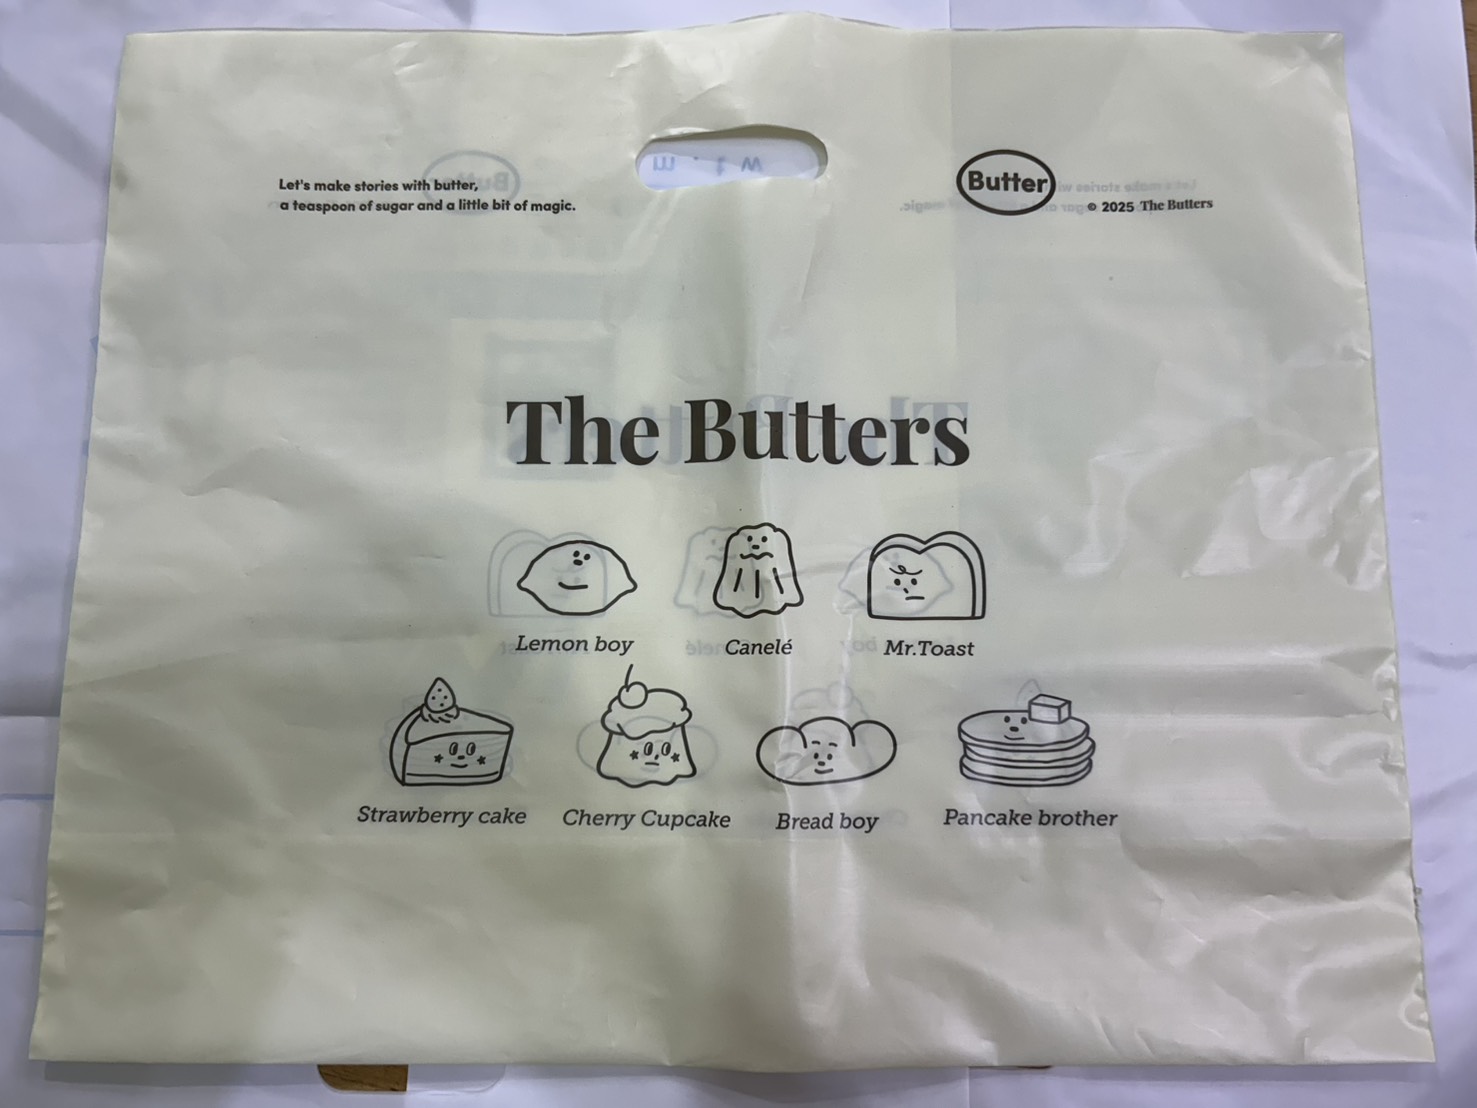 Let's make stories with butter,
a teaspoon of sugar and a little bit of magic.
Butter
© 2025 The Butters
The Butters
Lemon boy
Canelé
Mr.Toast
Strawberry cake
Cherry Cupcake
Bread boy
Pancake brother